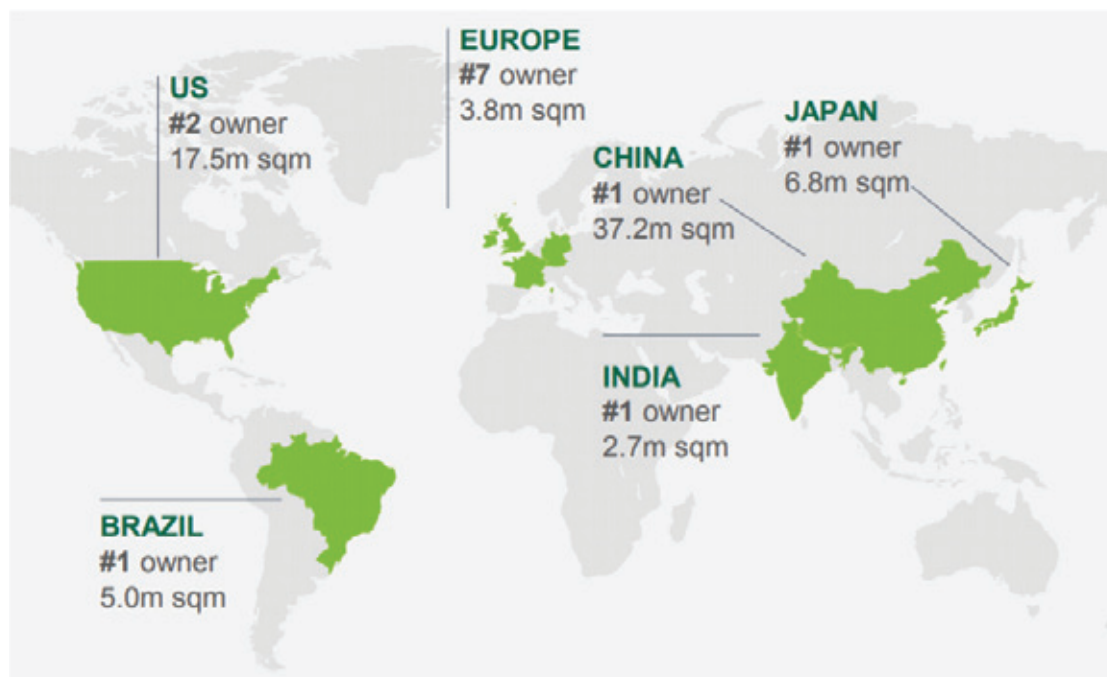 US
#2 owner
17.5m sqm
EUROPE
#7 owner
3.8m sqm
CHINA
#1 owner
37.2m sqm
JAPAN
#1 owner
6.8m sqm
INDIA
#1 owner
2.7m sqm
BRAZIL
#1 owner
5.0m sqm